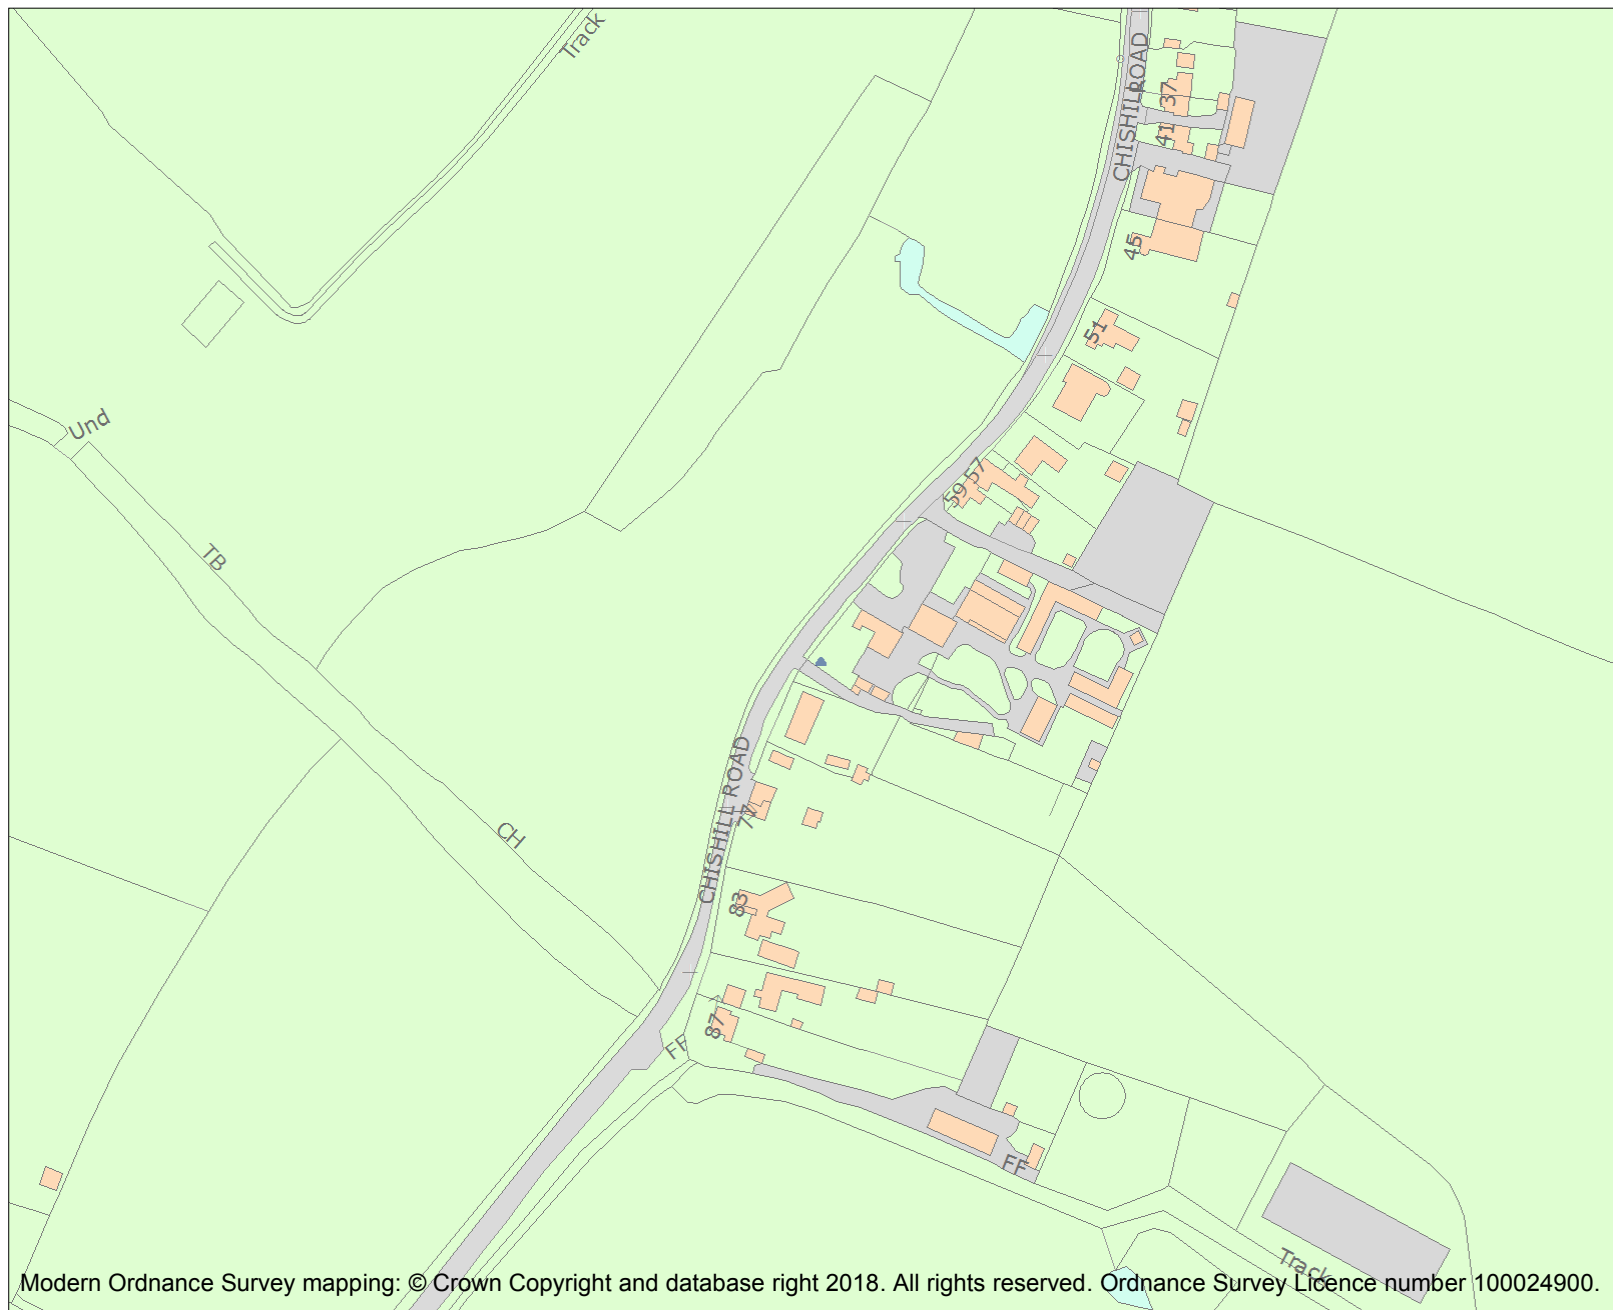 Track
CHISHILL ROAD
37
41
45
51
Und
59 57
TB
CHISHILL ROAD
77
CH
83
87
FF
FF
Track
Modern Ordnance Survey mapping: © Crown Copyright and database right 2018. All rights reserved. Ordnance Survey Licence number 100024900.